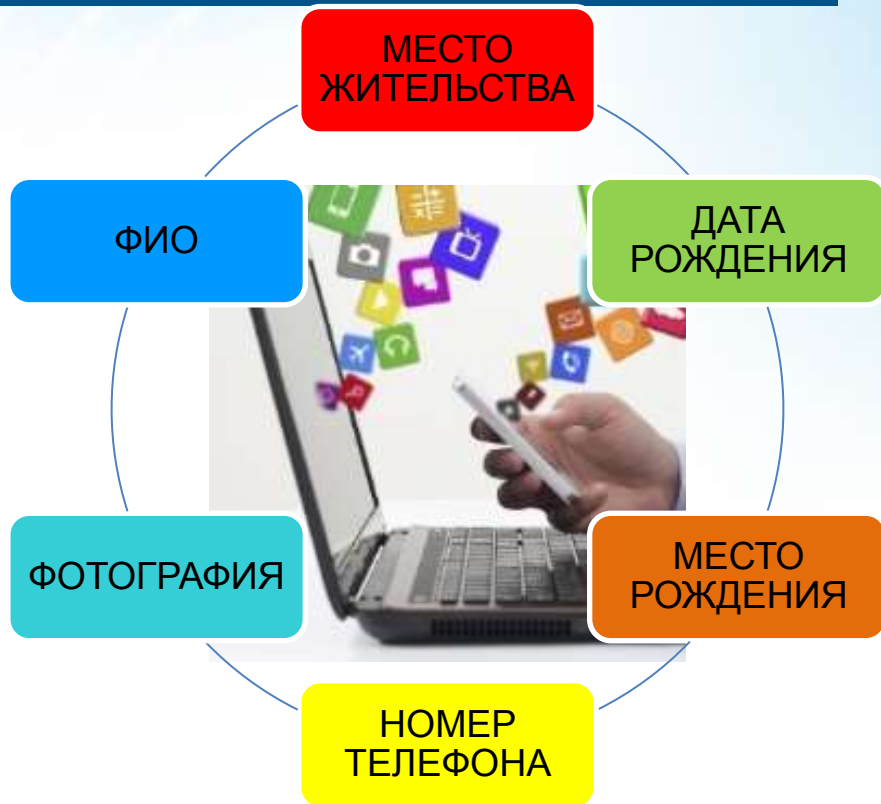 МЕСТО
ЖИТЕЛЬСТВА
ФИО
ДАТА
РОЖДЕНИЯ
ФОТОГРАФИЯ
МЕСТО
РОЖДЕНИЯ
НОМЕР
ТЕЛЕФОНА